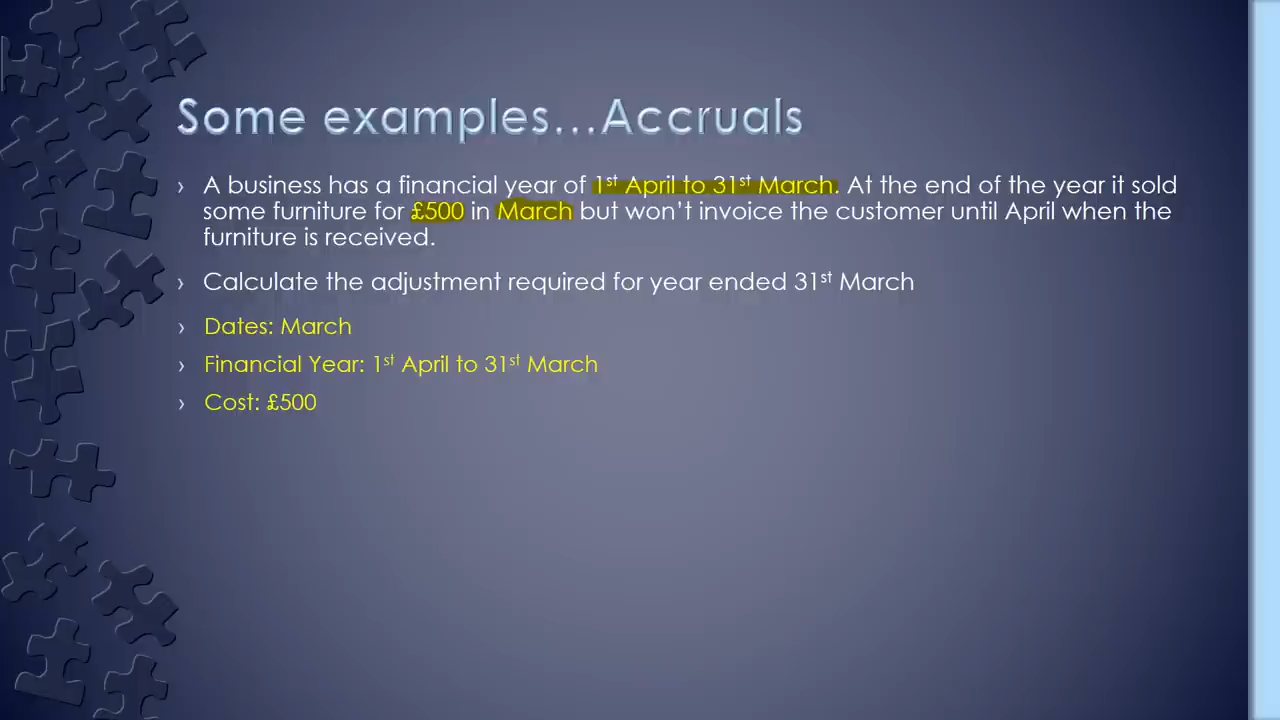 Some examples…Accruals
› A business has a financial year of 1st April to 31st March. At the end of the year it sold
some furniture for £500 in March but won’t invoice the customer until April when the
furniture is received.
› Calculate the adjustment required for year ended 31st March
› Dates: March
› Financial Year: 1st April to 31st March
› Cost: £500